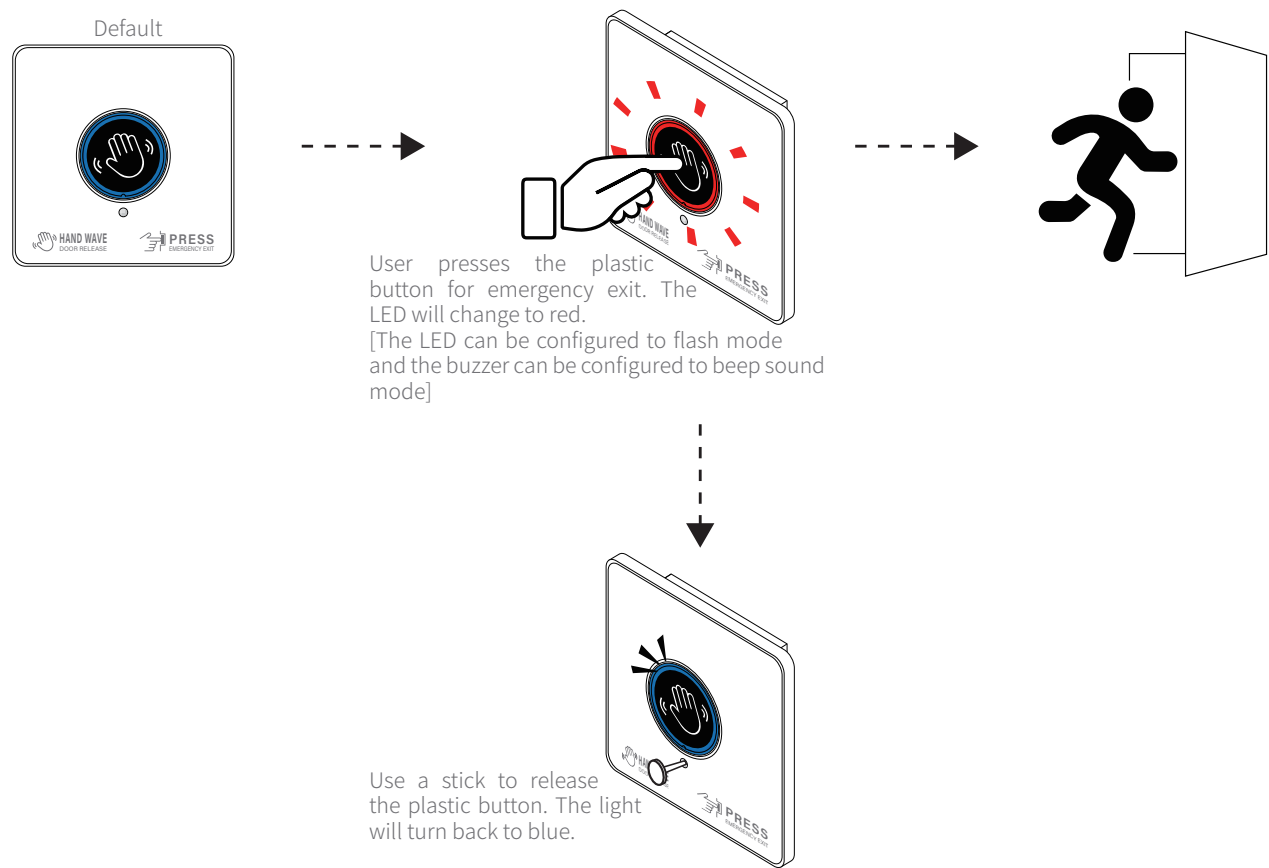 Default
HAND WAVE
DOOR RELEASE
PRESS
EMERGENCY EXIT
HAND WAVE
DOOR RELEASE
PRESS
EMERGENCY EXIT
User presses the plastic
button for emergency exit. The
LED will change to red.
[The LED can be configured to flash mode
and the buzzer can be configured to beep sound
mode]
PRESS
EMERGENCY EXIT
Use a stick to release
the plastic button. The light
will turn back to blue.